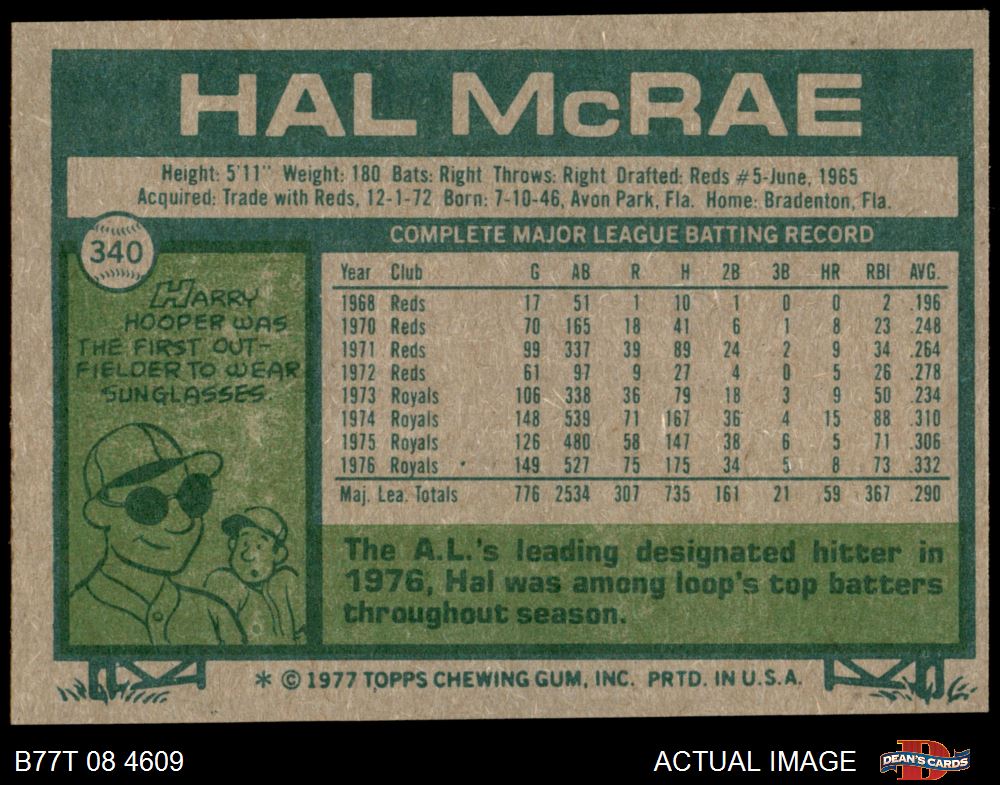 HAL McRAE
Height: 5'11" Weight: 180 Bats: Right Throws: Right Drafted: Reds #5-June, 1965
Acquired: Trade with Reds, 12-1-72 Born: 7-10-46, Avon Park, Fla. Home: Bradenton, Fla.
340
HARRY
HOOPER WAS
THE FIRST OUT-
FIELDER TO WEAR
SUNGLASSES.
COMPLETE MAJOR LEAGUE BATTING RECORD
Year Club G AB R H 2B 3B HR RBI AVG.
1968 Reds 17 51 1 10 1 0 0 2 .196
1970 Reds 70 165 18 41 6 1 8 23 .248
1971 Reds 99 337 39 89 24 2 9 34 .264
1972 Reds 61 97 9 27 4 0 5 26 .278
1973 Royals 106 338 36 79 18 3 9 50 .234
1974 Royals 148 539 71 167 36 4 15 88 .310
1975 Royals 126 480 58 147 38 6 5 71 .306
1976 Royals 149 527 75 175 34 5 8 73 .332
Maj. Lea. Totals 776 2534 307 735 161 21 59 367 .290
The A.L.'s leading designated hitter in
1976, Hal was among loop's top batters
throughout season.
* © 1977 TOPPS CHEWING GUM, INC. PRTD. IN U.S.A.
B77T 08 4609
ACTUAL IMAGE
DEAN'S CARDS